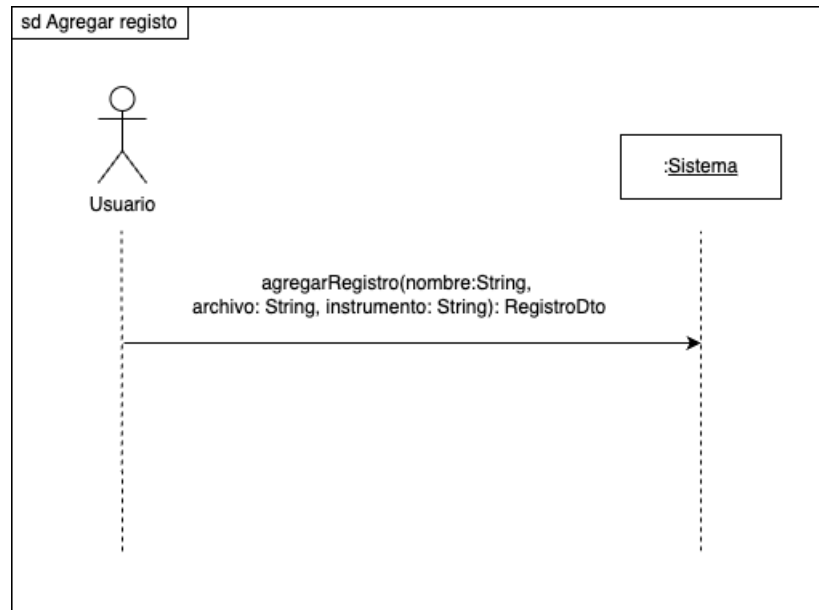 sd Agregar registo
Usuario
:Sistema
agregarRegistro(nombre:String,
archivo: String, instrumento: String): RegistroDto